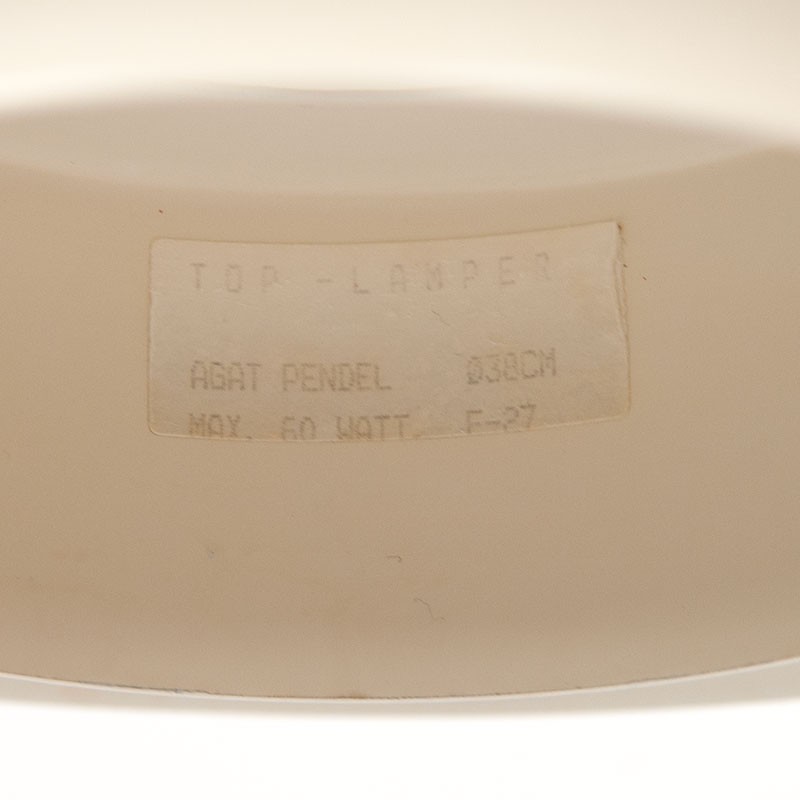 TOP-LAMPER
AGAT PENDEL Ø38CM
MAX. 60 WATT. E-27